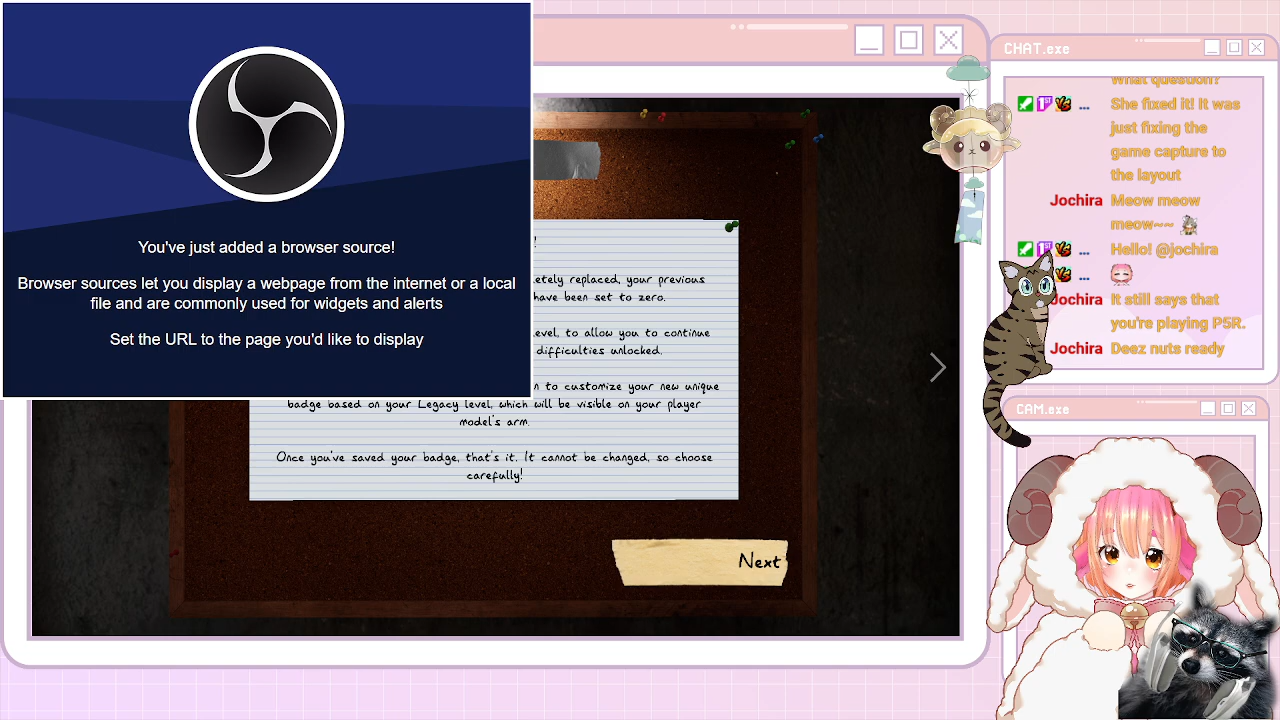 You've just added a browser source!
Browser sources let you display a webpage from the internet or a local
file and are commonly used for widgets and alerts
Set the URL to the page you'd like to display
!
replaced, your previous
have been set to zero.
to allow you to continue
difficulties unlocked.
to customize your new unique
badge based on your Legacy level, which will be visible on your player
model's arm.
Once you've saved your badge, that's it. It cannot be changed, so choose
carefully!
Next
CHAT.exe
What question?
... She fixed it! It was
just fixing the
game capture to
the layout
Jochira Meow meow
meow~~
... Hello! @jochira
...
It still says that
you're playing P5R.
Jochira Deez nuts ready
CAM.exe